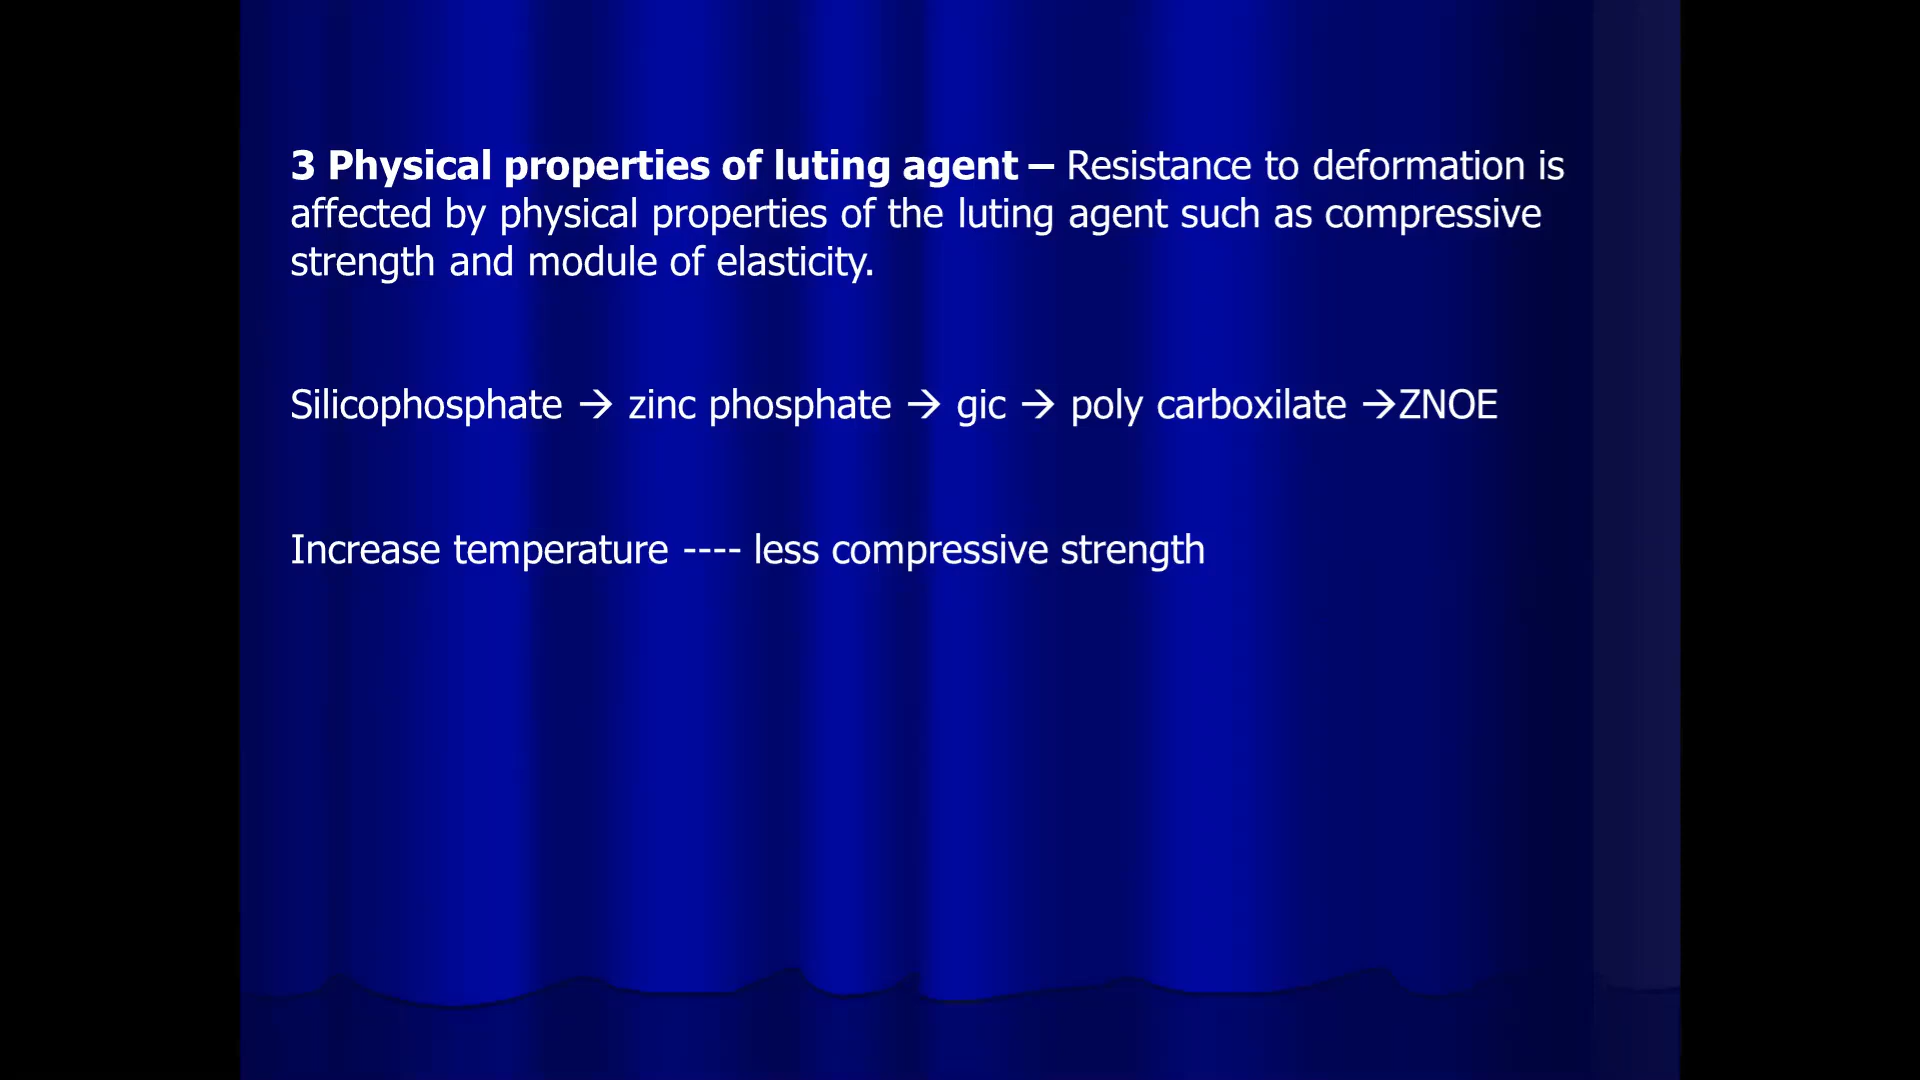 3 Physical properties of luting agent – Resistance to deformation is
affected by physical properties of the luting agent such as compressive
strength and module of elasticity.
Silicophosphate → zinc phosphate → gic → poly carboxilate →ZNOE
Increase temperature ---- less compressive strength